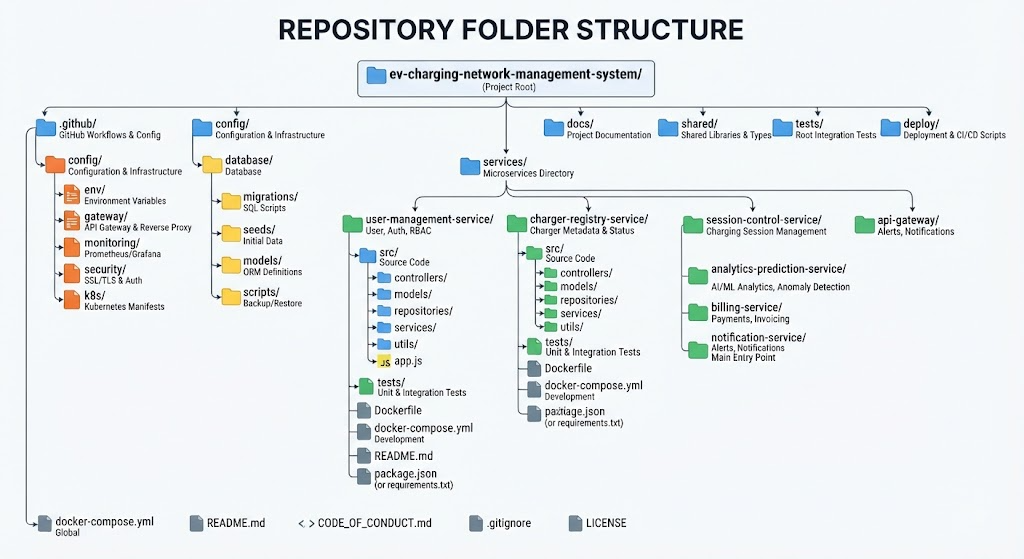 REPOSITORY FOLDER STRUCTURE
ev-charging-network-management-system/
(Project Root)
.github/
GitHub Workflows & Config
config/
Configuration & Infrastructure
docs/
Project Documentation
shared/
Shared Libraries & Types
tests/
Root Integration Tests
deploy/
Deployment & CI/CD Scripts
config/
Configuration & Infrastructure
env/
Environment Variables
gateway/
API Gateway & Reverse Proxy
monitoring/
Prometheus/Grafana
security/
SSL/TLS & Auth
k8s/
Kubernetes Manifests
database/
Database
migrations/
SQL Scripts
seeds/
Initial Data
models/
ORM Definitions
scripts/
Backup/Restore
services/
Microservices Directory
user-management-service/
User, Auth, RBAC
src/
Source Code
controllers/
models/
repositories/
services/
utils/
JS app.js
tests/
Unit & Integration Tests
Dockerfile
docker-compose.yml
Development
README.md
package.json
(or requirements.txt)
charger-registry-service/
Charger Metadata & Status
src/
Source Code
controllers/
models/
repositories/
services/
utils/
tests/
Unit & Integration Tests
Dockerfile
docker-compose.yml
Development
(or requirements.txt)
session-control-service/
Charging Session Management
analytics-prediction-service/
AI/ML Analytics, Anomaly Detection
billing-service/
Payments, Invoicing
notification-service/
Alerts, Notifications
Main Entry Point
api-gateway/
Alerts, Notifications
docker-compose.yml
Global
README.md
< > CODE_OF_CONDUCT.md
.gitignore
LICENSE